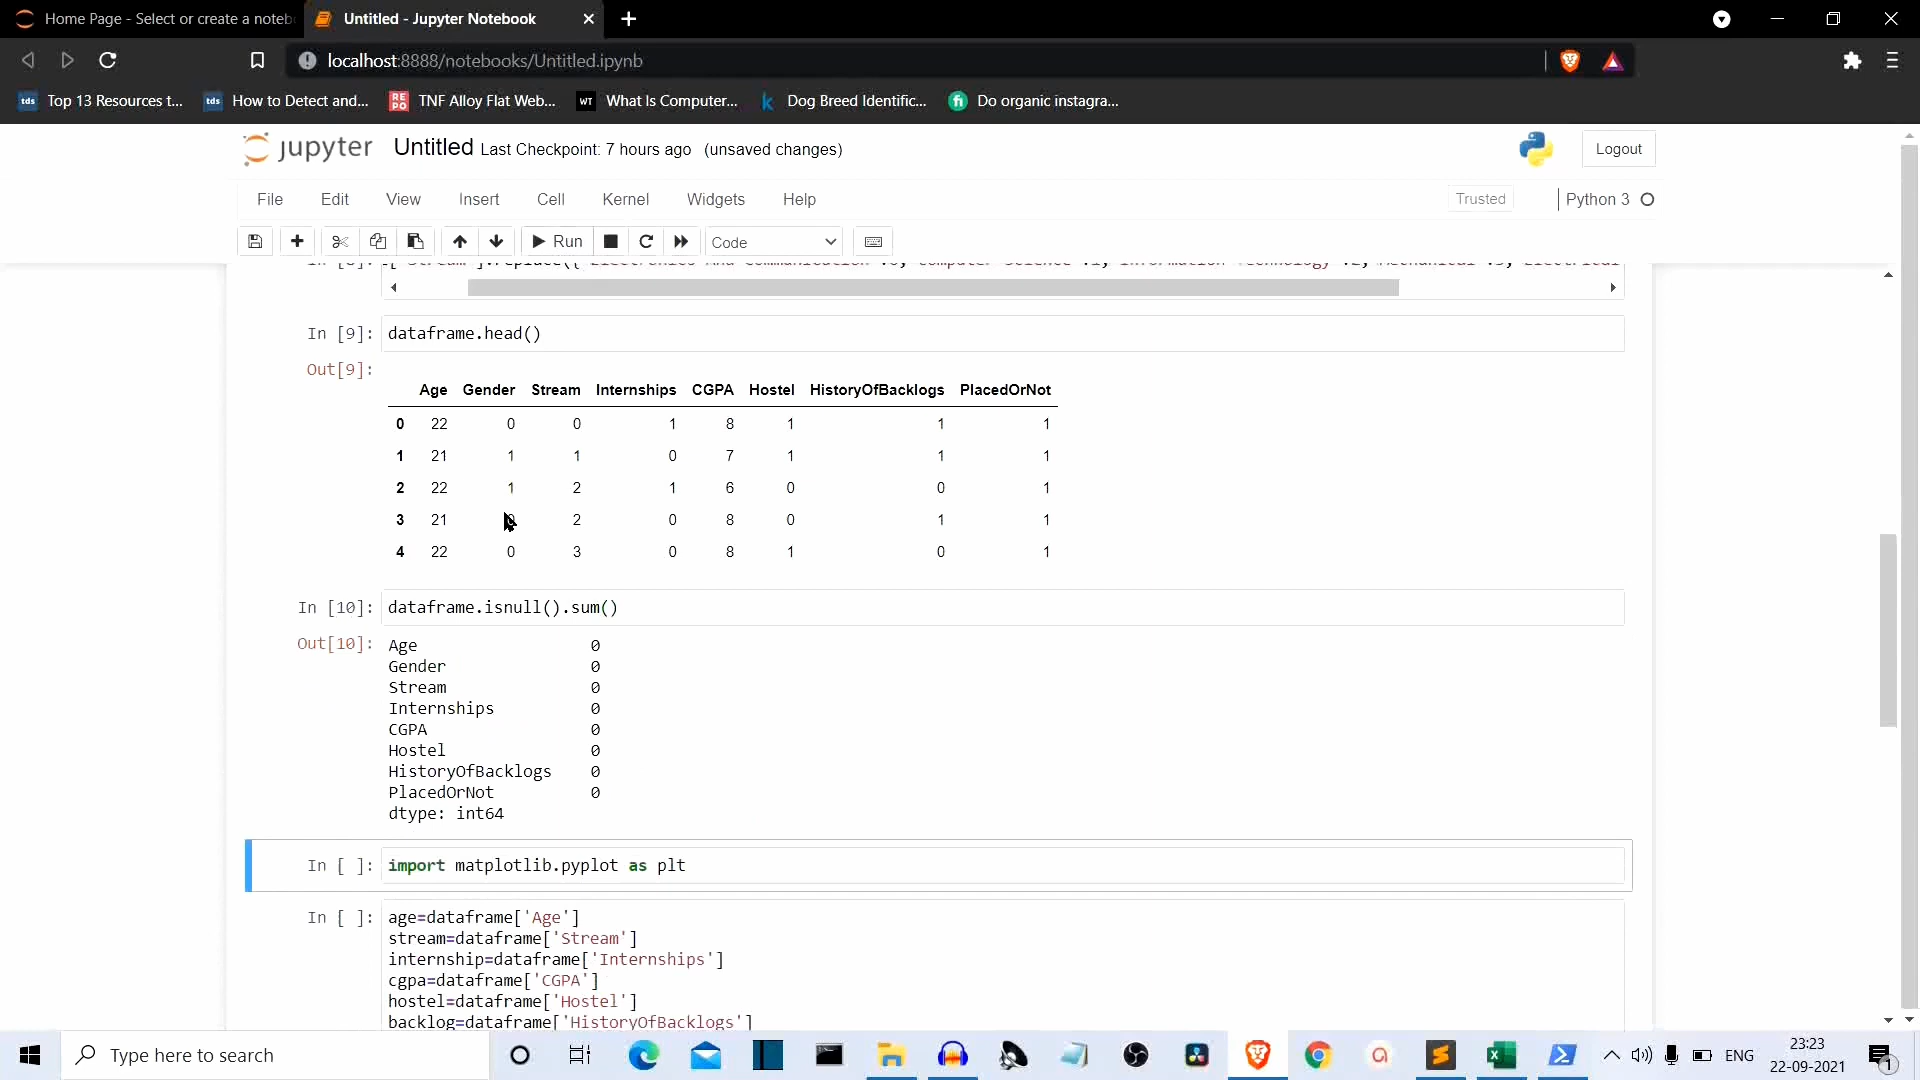 Home Page - Select or create a noteb
Untitled - Jupyter Notebook
localhost:8888/notebooks/Untitled.ipynb
tds Top 13 Resources t... tds How to Detect and... REPO TNF Alloy Flat Web... WT What Is Computer... k Dog Breed Identific... fi Do organic instagra...
jupyter Untitled Last Checkpoint: 7 hours ago (unsaved changes) Logout
File Edit View Insert Cell Kernel Widgets Help Trusted Python 3
Run Code
In [9]: dataframe.head()
Out[9]:
Age Gender Stream Internships CGPA Hostel HistoryOfBacklogs PlacedOrNot
0 22 0 0 1 8 1 1 1
1 21 1 1 0 7 1 1 1
2 22 1 2 1 6 0 0 1
3 21 0 2 0 8 0 1 1
4 22 0 3 0 8 1 0 1
In [10]: dataframe.isnull().sum()
Out[10]: Age 0
Gender 0
Stream 0
Internships 0
CGPA 0
Hostel 0
HistoryOfBacklogs 0
PlacedOrNot 0
dtype: int64
In [ ]: import matplotlib.pyplot as plt
In [ ]: age=dataframe['Age']
stream=dataframe['Stream']
internship=dataframe['Internships']
cgpa=dataframe['CGPA']
hostel=dataframe['Hostel']
backlog=dataframe['HistoryOfBacklogs']
Type here to search
ENG
23:23
22-09-2021
1